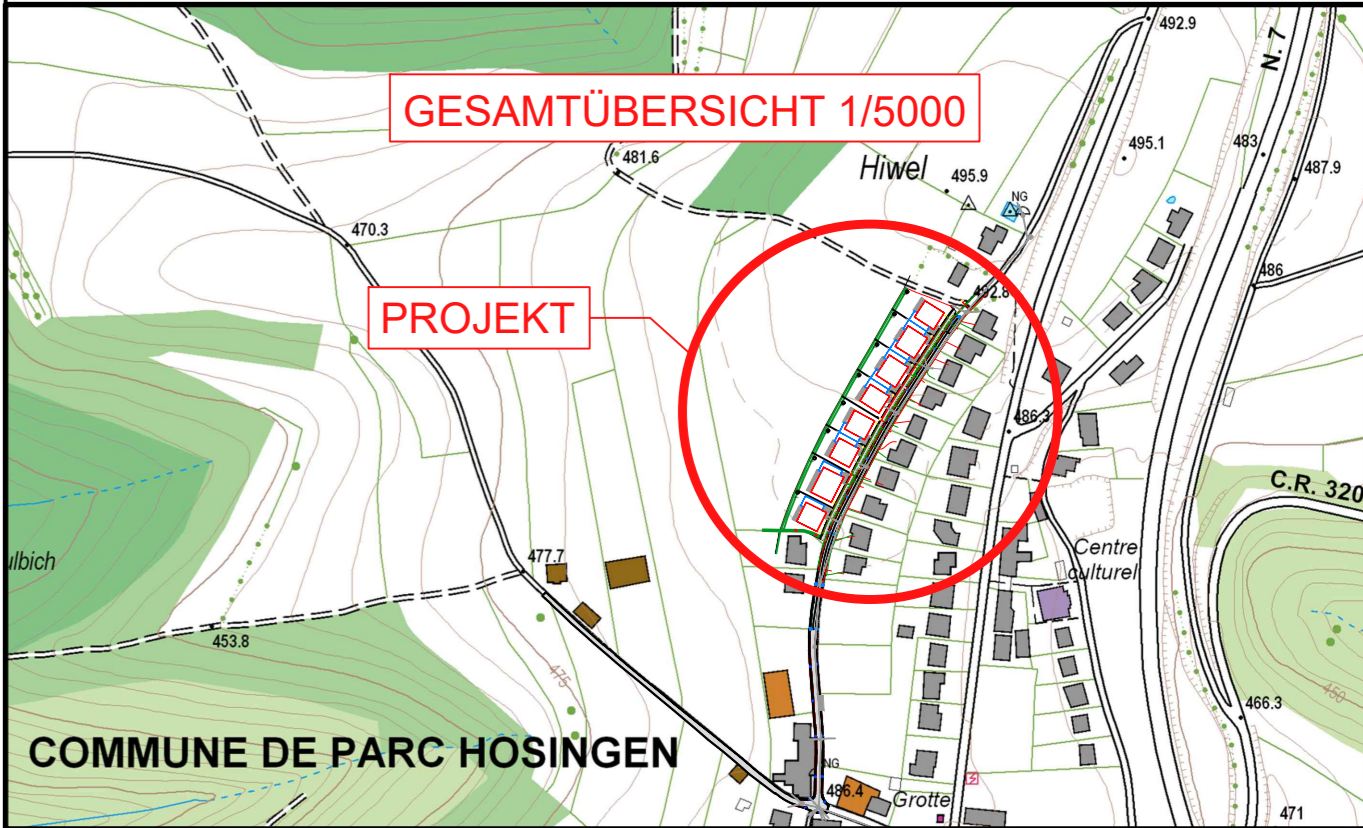 492.9
N. 7
GESAMTÜBERSICHT 1/5000
481.6
Hiwel
495.9
NG
495.1
483
487.9
470.3
486
492.8
PROJEKT
486.3
C.R. 320
Centre
culturel
ulbich
477.7
453.8
475
450
466.3
COMMUNE DE PARC HOSINGEN
NG
486.4
Grotte
471